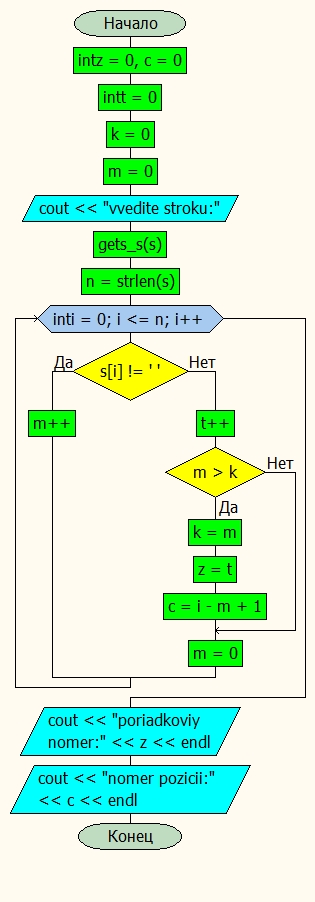 Начало
intz = 0, c = 0
intt = 0
k = 0
m = 0
cout << "vvedite stroku:"
gets_s(s)
n = strlen(s)
inti = 0; i <= n; i++
Да
s[i] != ' '
Нет
m++
t++
m > k
Нет
Да
k = m
z = t
c = i - m + 1
m = 0
cout << "poriadkoviy
nomer:" << z << endl
cout << "nomer pozicii:"
<< c << endl
Конец